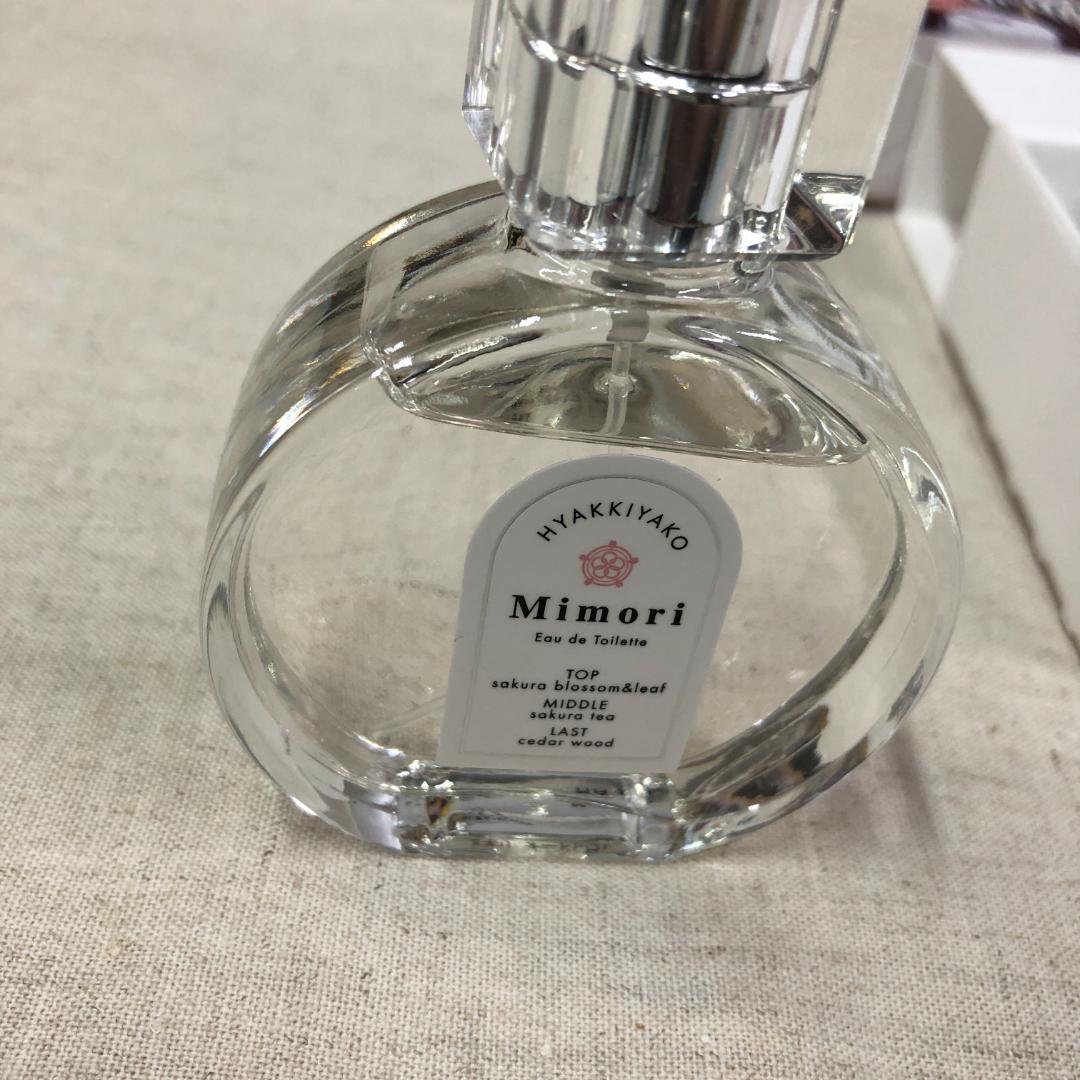 HYAKKIYAKO
Mimori
Eau de Toilette
TOP
sakura blossom&leaf
MIDDLE
sakura tea
LAST
cedar wood